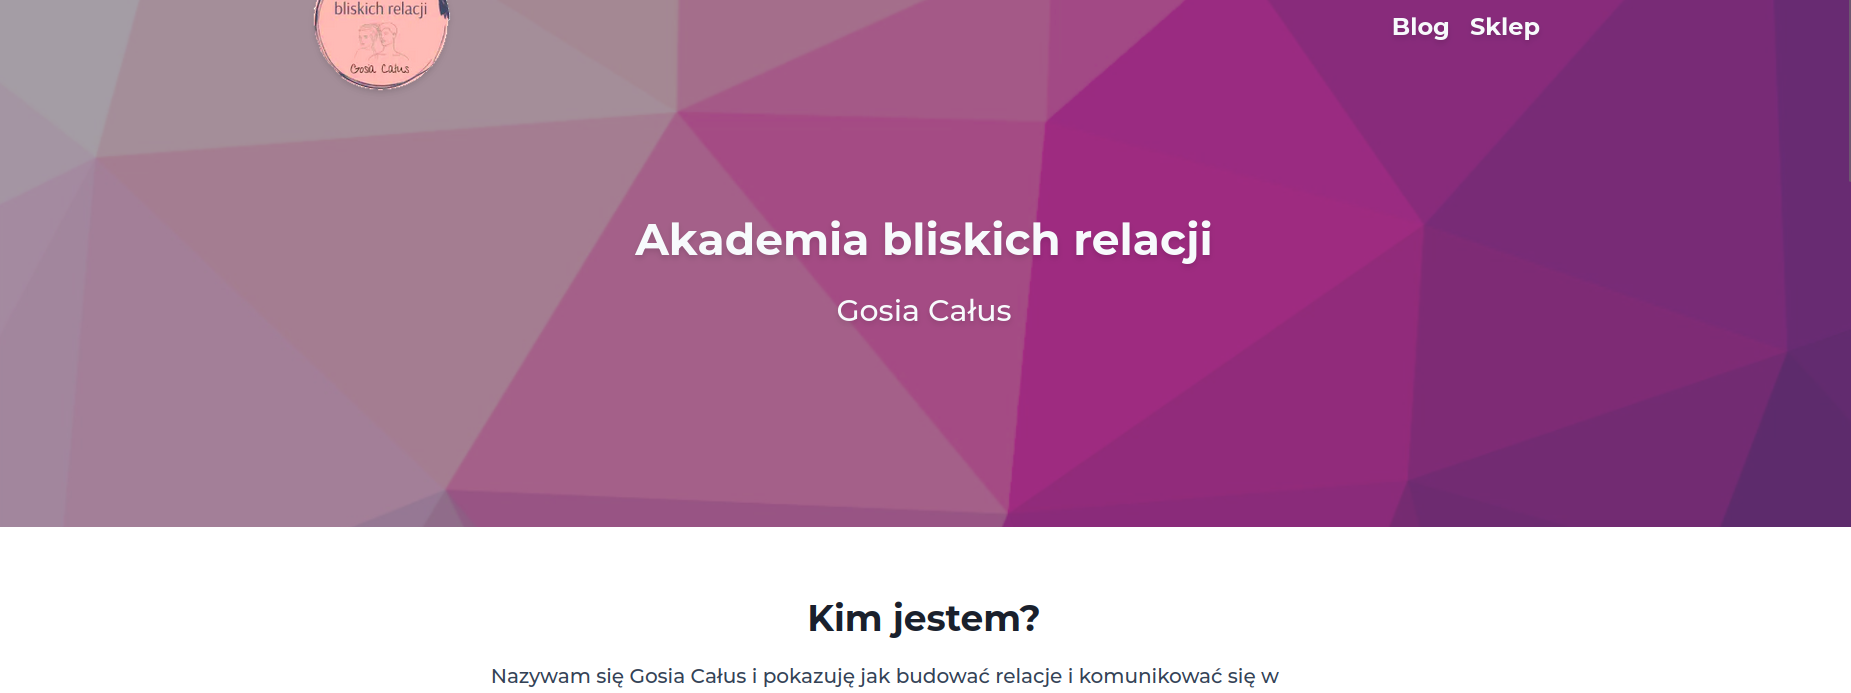 bliskich relacji
Gosia Całus
Blog Sklep
Akademia bliskich relacji
Gosia Całus
Kim jestem?
Nazywam się Gosia Całus i pokazuję jak budować relacje i komunikować się w